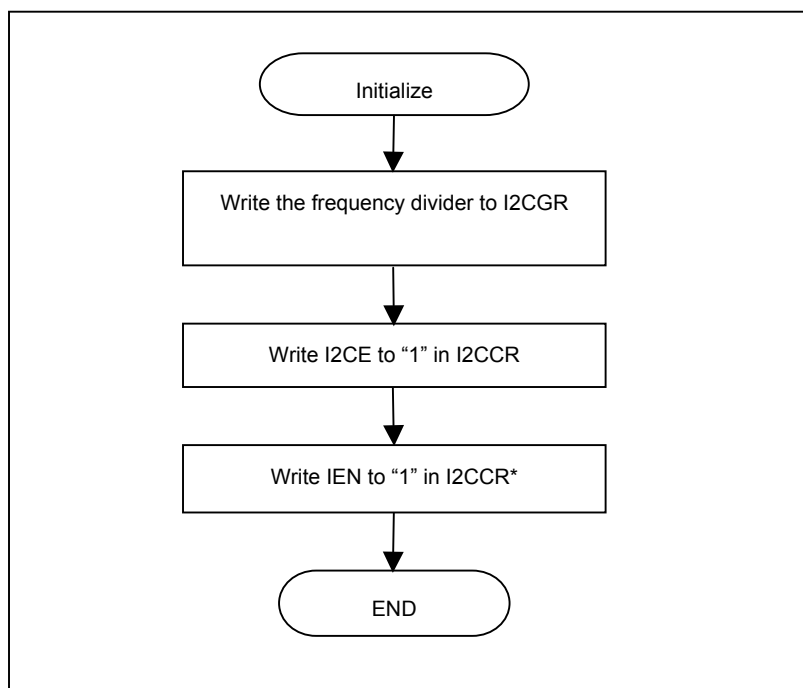 Initialize
Write the frequency divider to I2CGR
Write I2CE to “1” in I2CCR
Write IEN to “1” in I2CCR*
END